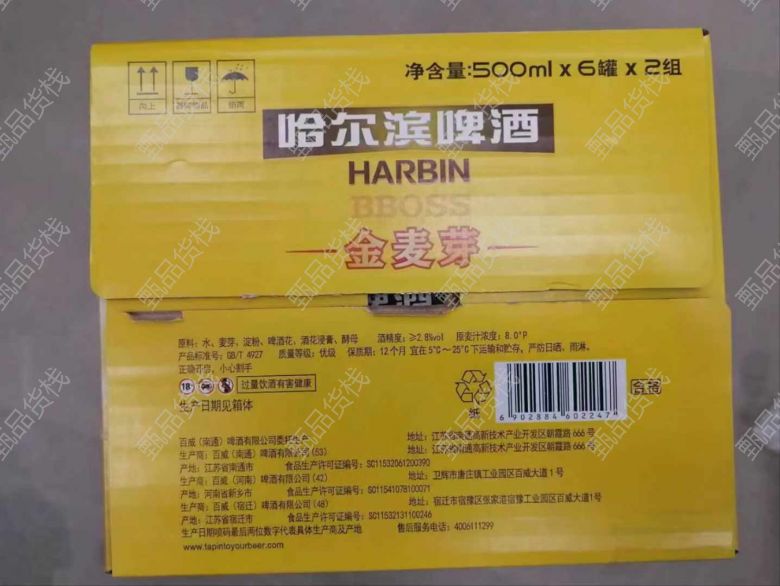 净含量:500ml x 6罐 x 2组
向上
怕雨
哈尔滨啤酒
HARBIN
BBOSS
金麦芽
啤酒
原料: 水、麦芽、淀粉、啤酒花、酒花浸膏、酵母 酒精度: ≥2.8%vol 原麦汁浓度: 8.0°P
产品标准号: GB/T 4927 质量等级: 优级 保质期: 12个月 宜在5℃～25℃下运输和贮存，严防日晒、雨淋。
正确开启，小心割手
18+ 过量饮酒有害健康
生产日期见箱体
纸
6 902884 602247
百威（南通）啤酒有限公司委托生产 地址: 江苏省南通高新技术产业开发区朝霞路 666 号
生产商: 百威（南通）啤酒有限公司(53) 地址: 江苏省南通高新技术产业开发区朝霞路 666 号
产地: 江苏省南通市 食品生产许可证编号: SC11532061200390
生产商: 百威（河南）啤酒有限公司(42) 地址: 卫辉市唐庄镇工业园区百威大道 1 号
产地: 河南省新乡市 食品生产许可证编号: SC11541078100071
生产商: 百威（宿迁）啤酒有限公司(48) 地址: 宿迁市宿豫区张家港宿豫工业园区百威大道1号
产地: 江苏省宿迁市 食品生产许可证编号: SC11532131100246
生产日期喷码最后两位数字代表具体生产商及产地 售后服务电话: 4006111299
www.tapintoyourbeer.com
甄品货栈